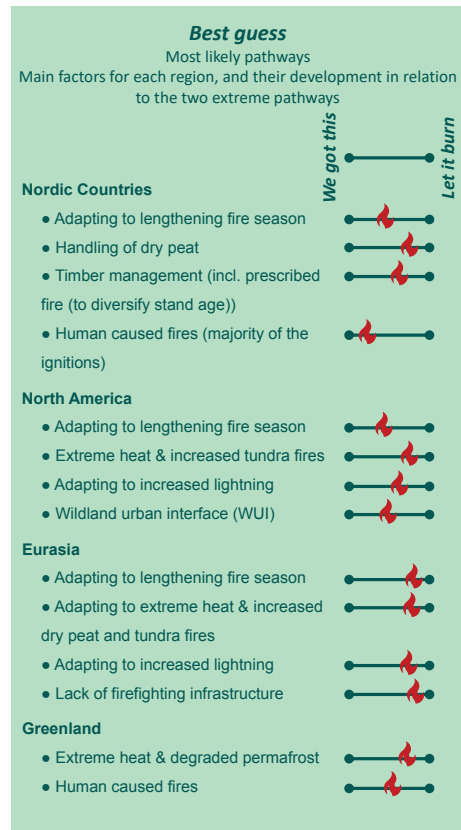 Best guess
Most likely pathways
Main factors for each region, and their development in relation
to the two extreme pathways
We got this
Let it burn
Nordic Countries
● Adapting to lengthening fire season
● Handling of dry peat
● Timber management (incl. prescribed
fire (to diversify stand age))
● Human caused fires (majority of the
ignitions)
North America
● Adapting to lengthening fire season
● Extreme heat & increased tundra fires
● Adapting to increased lightning
● Wildland urban interface (WUI)
Eurasia
● Adapting to lengthening fire season
● Adapting to extreme heat & increased
dry peat and tundra fires
● Adapting to increased lightning
● Lack of firefighting infrastructure
Greenland
● Extreme heat & degraded permafrost
● Human caused fires